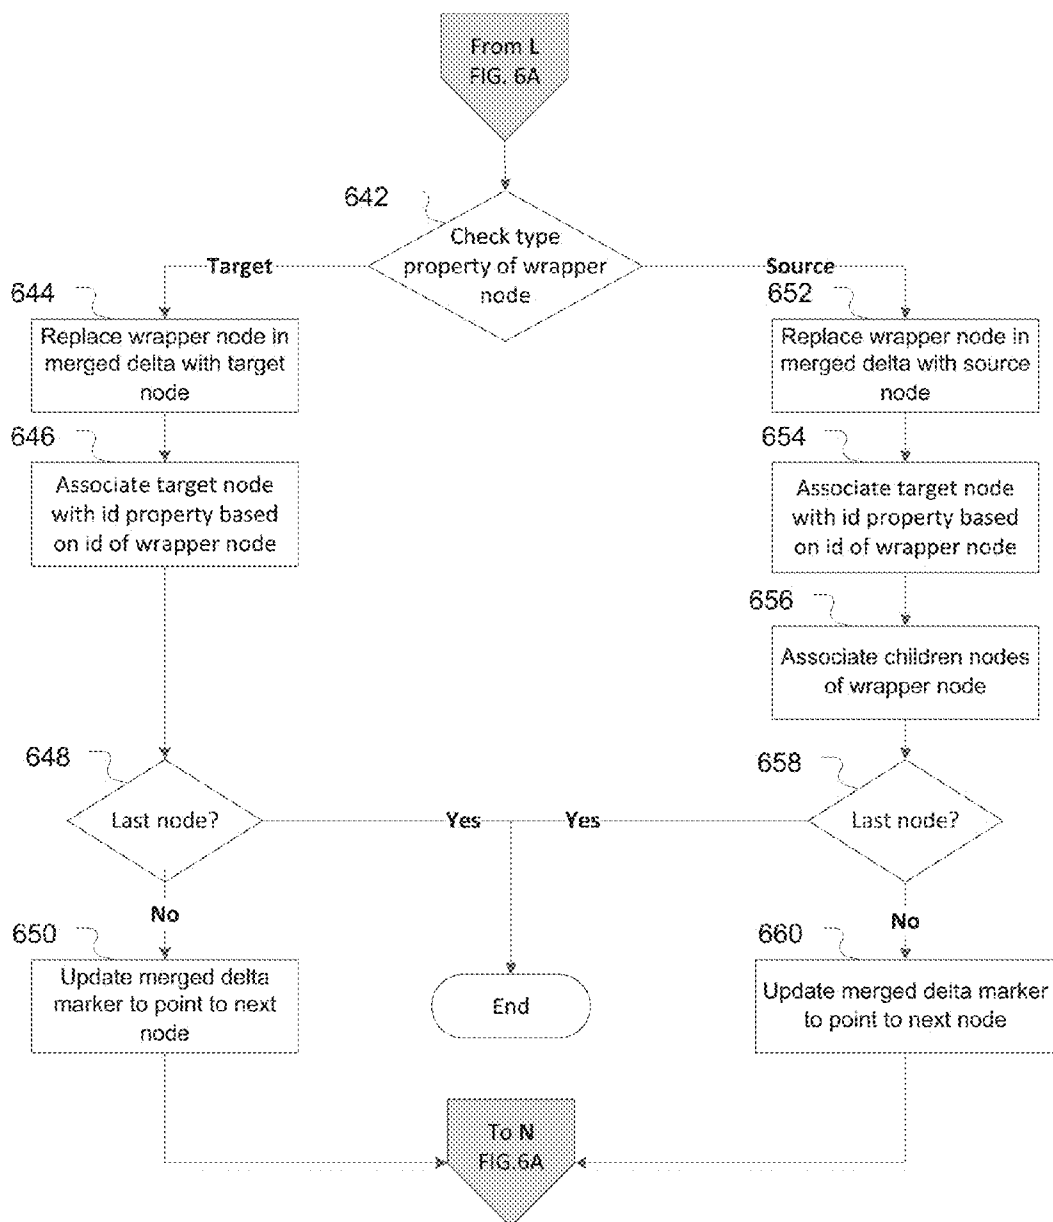 From L
FIG. 6A
642
Check type
property of wrapper
node
Target
Source
644
Replace wrapper node in
merged delta with target
node
652
Replace wrapper node in
merged delta with source
node
646
Associate target node
with id property based
on id of wrapper node
654
Associate target node
with id property based
on id of wrapper node
656
Associate children nodes
of wrapper node
648
Last node?
Yes
Yes
658
Last node?
No
No
650
Update merged delta
marker to point to next
node
End
660
Update merged delta marker
to point to next node
To N
FIG.6A